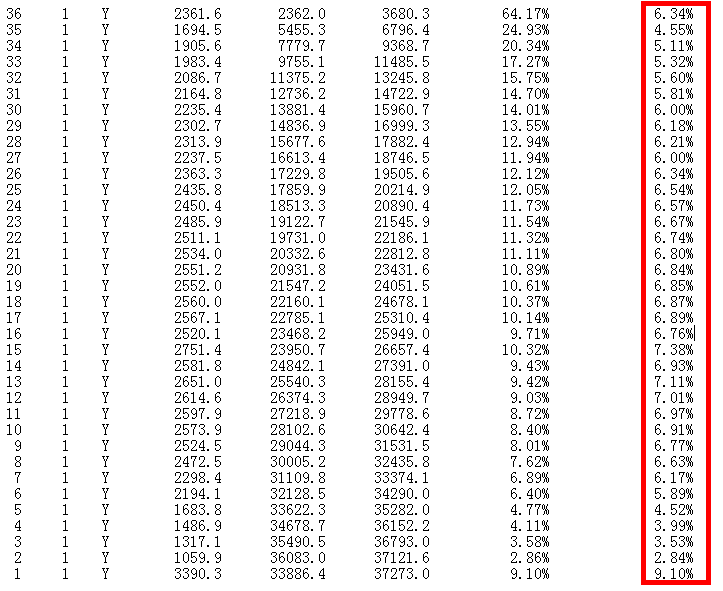 36 1 Y 2361.6 2362.0 3680.3 64.17% 6.34%
35 1 Y 1694.5 5455.3 6796.4 24.93% 4.55%
34 1 Y 1905.6 7779.7 9368.7 20.34% 5.11%
33 1 Y 1983.4 9755.1 11485.5 17.27% 5.32%
32 1 Y 2086.7 11375.2 13245.8 15.75% 5.60%
31 1 Y 2164.8 12736.2 14722.9 14.70% 5.81%
30 1 Y 2235.4 13881.4 15960.7 14.01% 6.00%
29 1 Y 2302.7 14836.9 16999.3 13.55% 6.18%
28 1 Y 2313.9 15677.6 17882.4 12.94% 6.21%
27 1 Y 2237.5 16613.4 18746.5 11.94% 6.00%
26 1 Y 2363.3 17229.8 19505.6 12.12% 6.34%
25 1 Y 2435.8 17859.9 20214.9 12.05% 6.54%
24 1 Y 2450.4 18513.3 20890.4 11.73% 6.57%
23 1 Y 2485.9 19122.7 21545.9 11.54% 6.67%
22 1 Y 2511.1 19731.0 22186.1 11.32% 6.74%
21 1 Y 2534.0 20332.6 22812.8 11.11% 6.80%
20 1 Y 2551.2 20931.8 23431.6 10.89% 6.84%
19 1 Y 2552.0 21547.2 24051.5 10.61% 6.85%
18 1 Y 2560.0 22160.1 24678.1 10.37% 6.87%
17 1 Y 2567.1 22785.1 25310.4 10.14% 6.89%
16 1 Y 2520.1 23468.2 25949.0 9.71% 6.76%
15 1 Y 2751.4 23950.7 26657.4 10.32% 7.38%
14 1 Y 2581.8 24842.1 27391.0 9.43% 6.93%
13 1 Y 2651.0 25540.3 28155.4 9.42% 7.11%
12 1 Y 2614.6 26374.3 28949.7 9.03% 7.01%
11 1 Y 2597.9 27218.9 29778.6 8.72% 6.97%
10 1 Y 2573.9 28102.6 30642.4 8.40% 6.91%
9 1 Y 2524.5 29044.3 31531.5 8.01% 6.77%
8 1 Y 2472.5 30005.2 32435.8 7.62% 6.63%
7 1 Y 2298.4 31109.8 33374.1 6.89% 6.17%
6 1 Y 2194.1 32128.5 34290.0 6.40% 5.89%
5 1 Y 1683.8 33622.3 35282.0 4.77% 4.52%
4 1 Y 1486.9 34678.7 36152.2 4.11% 3.99%
3 1 Y 1317.1 35490.5 36793.0 3.58% 3.53%
2 1 Y 1059.9 36083.0 37121.6 2.86% 2.84%
1 1 Y 3390.3 33886.4 37273.0 9.10% 9.10%